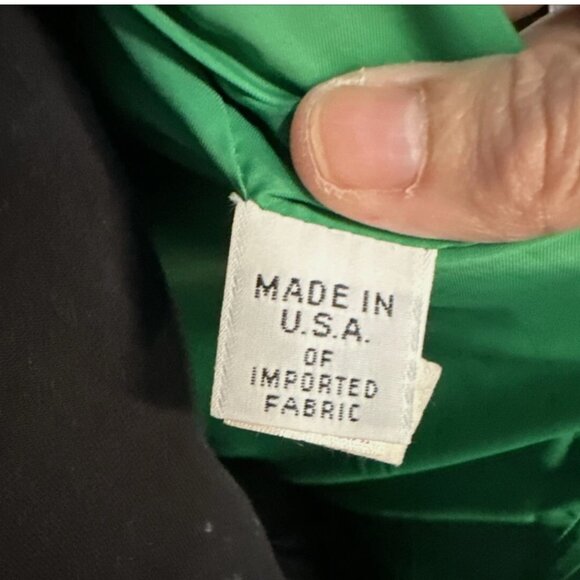 MADE IN
U.S.A.
OF
IMPORTED
FABRIC